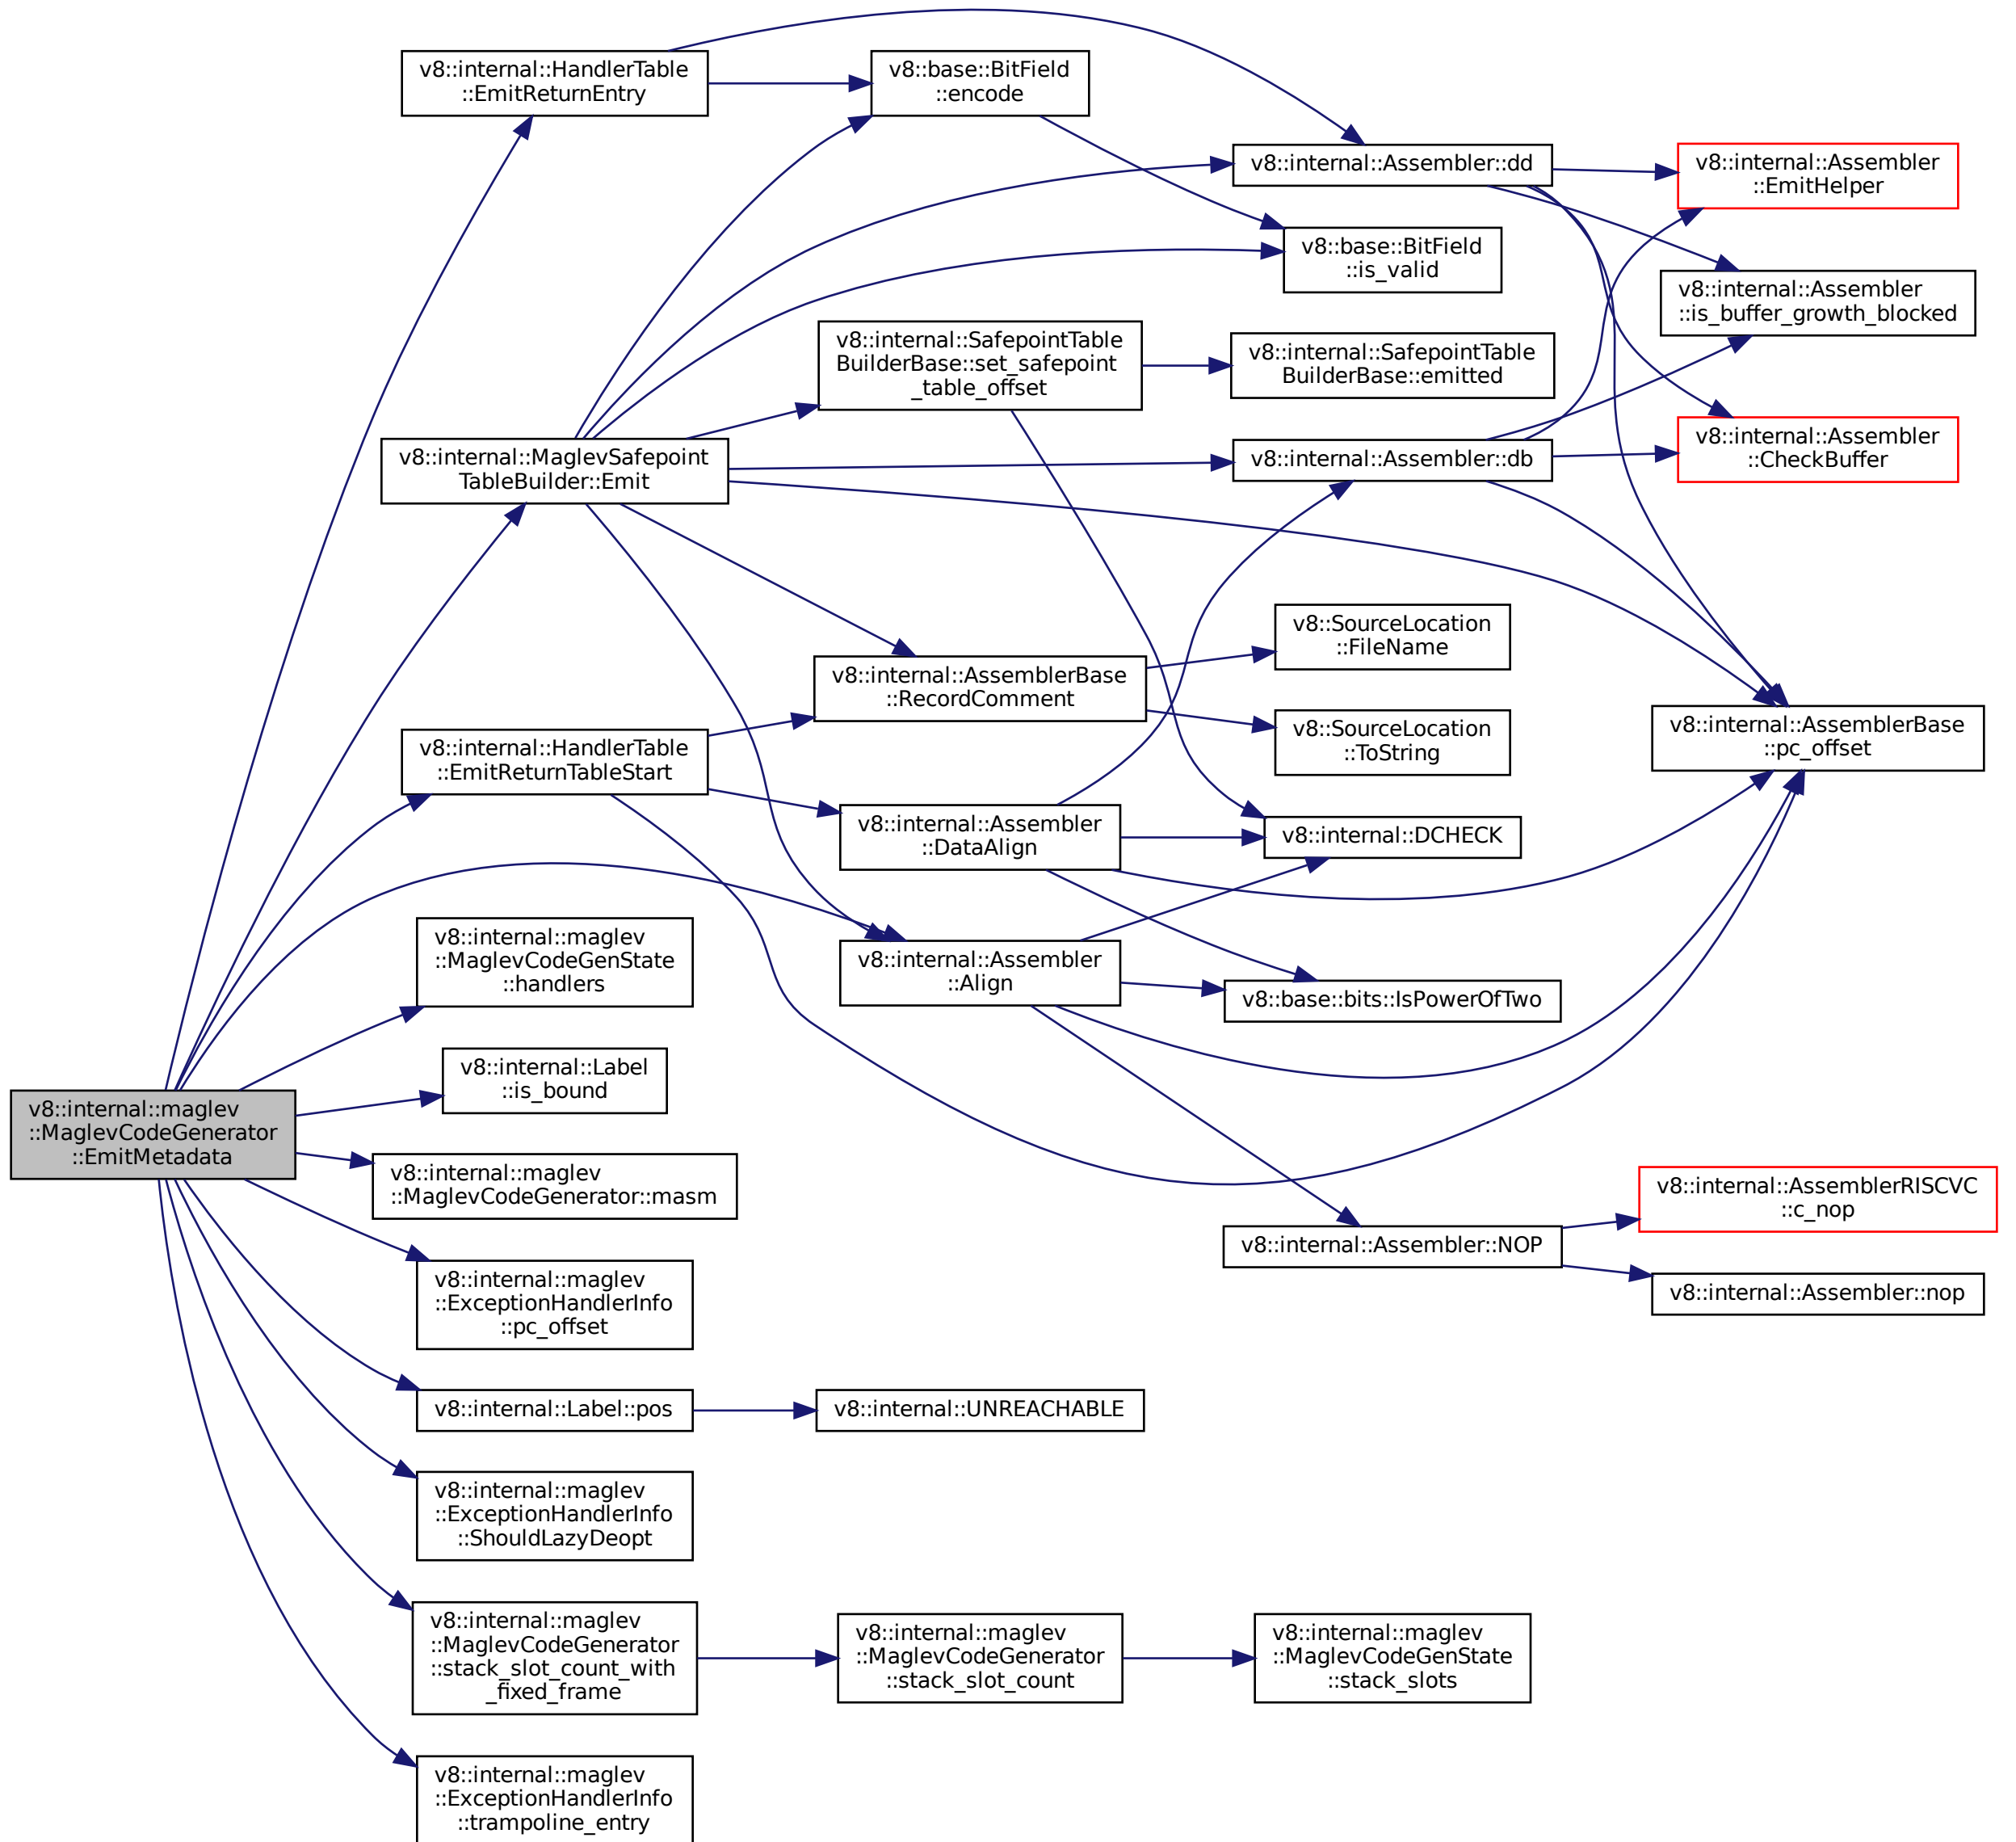 v8::internal::HandlerTable
::EmitReturnEntry
v8::base::BitField
::encode
v8::internal::Assembler::dd
v8::internal::Assembler
::EmitHelper
v8::base::BitField
::is_valid
v8::internal::Assembler
::is_buffer_growth_blocked
v8::internal::SafepointTable
BuilderBase::set_safepoint
_table_offset
v8::internal::SafepointTable
BuilderBase::emitted
v8::internal::MaglevSafepoint
TableBuilder::Emit
v8::internal::Assembler::db
v8::internal::Assembler
::CheckBuffer
v8::SourceLocation
::FileName
v8::internal::AssemblerBase
::RecordComment
v8::SourceLocation
::ToString
v8::internal::AssemblerBase
::pc_offset
v8::internal::HandlerTable
::EmitReturnTableStart
v8::internal::Assembler
::DataAlign
v8::internal::DCHECK
v8::internal::maglev
::MaglevCodeGenState
::handlers
v8::internal::Assembler
::Align
v8::base::bits::IsPowerOfTwo
v8::internal::Label
::is_bound
v8::internal::maglev
::MaglevCodeGenerator
::EmitMetadata
v8::internal::maglev
::MaglevCodeGenerator::masm
v8::internal::AssemblerRISCVC
::c_nop
v8::internal::Assembler::NOP
v8::internal::Assembler::nop
v8::internal::maglev
::ExceptionHandlerInfo
::pc_offset
v8::internal::Label::pos
v8::internal::UNREACHABLE
v8::internal::maglev
::ExceptionHandlerInfo
::ShouldLazyDeopt
v8::internal::maglev
::MaglevCodeGenerator
::stack_slot_count_with
_fixed_frame
v8::internal::maglev
::MaglevCodeGenerator
::stack_slot_count
v8::internal::maglev
::MaglevCodeGenState
::stack_slots
v8::internal::maglev
::ExceptionHandlerInfo
::trampoline_entry